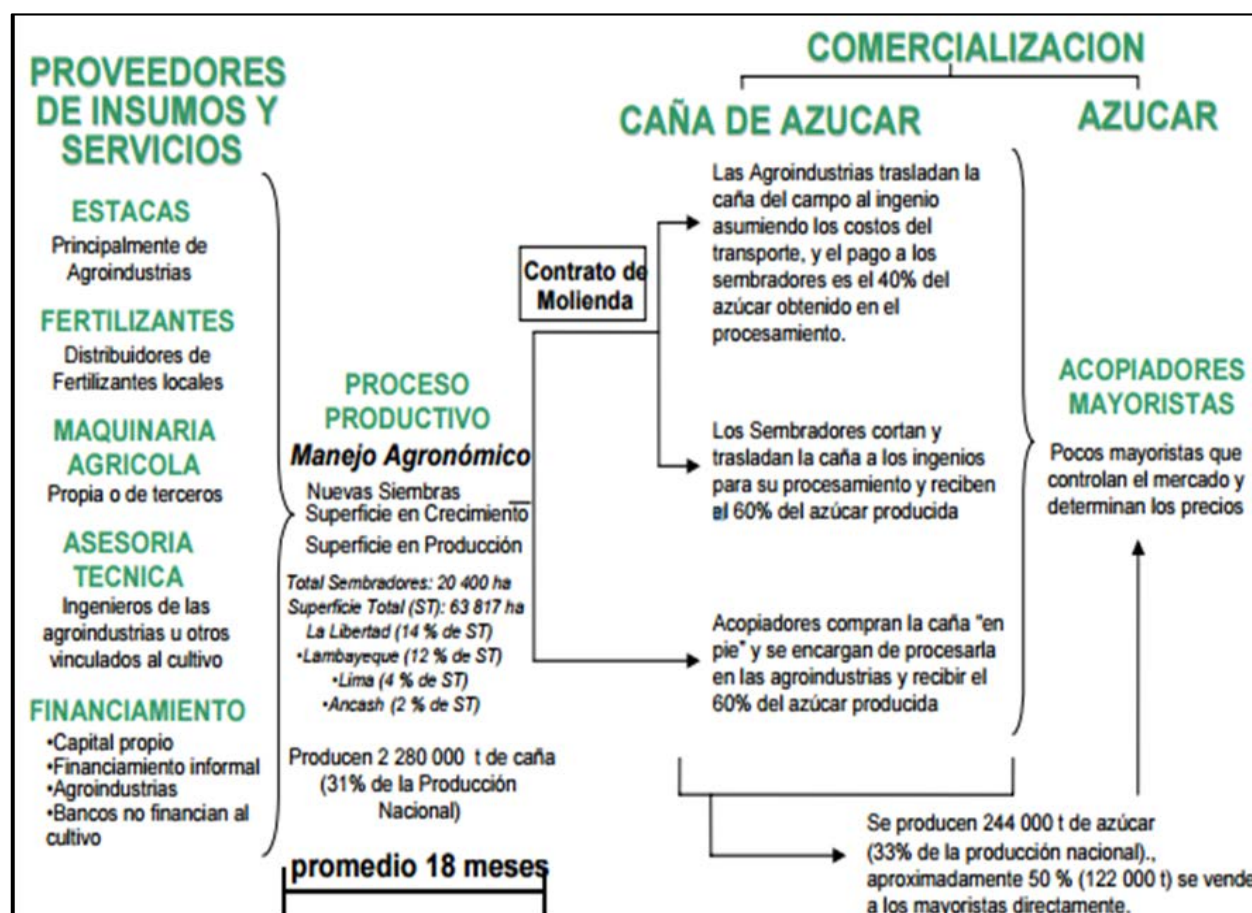 PROVEEDORES
DE INSUMOS Y
SERVICIOS
ESTACAS
Principalmente de
Agroindustrias
FERTILIZANTES
Distribuidores de
Fertilizantes locales
MAQUINARIA
AGRICOLA
Propia o de terceros
ASESORIA
TECNICA
Ingenieros de las
agroindustrias u otros
vinculados al cultivo
FINANCIAMIENTO
•Capital propio
•Financiamiento informal
•Agroindustrias
•Bancos no financian al
cultivo
PROCESO
PRODUCTIVO
Manejo Agronómico
Nuevas Siembras
Superficie en Crecimiento
Superficie en Producción
Total Sembradores: 20 400 ha
Superficie Total (ST): 63 817 ha
La Libertad (14 % de ST)
•Lambayeque (12 % de ST)
•Lima (4 % de ST)
•Ancash (2 % de ST)
Producen 2 280 000 t de caña
(31% de la Producción
Nacional)
promedio 18 meses
Contrato de
Molienda
COMERCIALIZACION
CAÑA DE AZUCAR
Las Agroindustrias trasladan la
caña del campo al ingenio
asumiendo los costos del
transporte, y el pago a los
sembradores es el 40% del
azúcar obtenido en el
procesamiento.
Los Sembradores cortan y
trasladan la caña a los ingenios
para su procesamiento y reciben
el 60% del azúcar producida
Acopiadores compran la caña "en
pie" y se encargan de procesarla
en las agroindustrias y recibir el
60% del azúcar producida
AZUCAR
ACOPIADORES
MAYORISTAS
Pocos mayoristas que
controlan el mercado y
determinan los precios
Se producen 244 000 t de azúcar
(33% de la producción nacional).,
aproximadamente 50 % (122 000 t) se vende
a los mayoristas directamente.